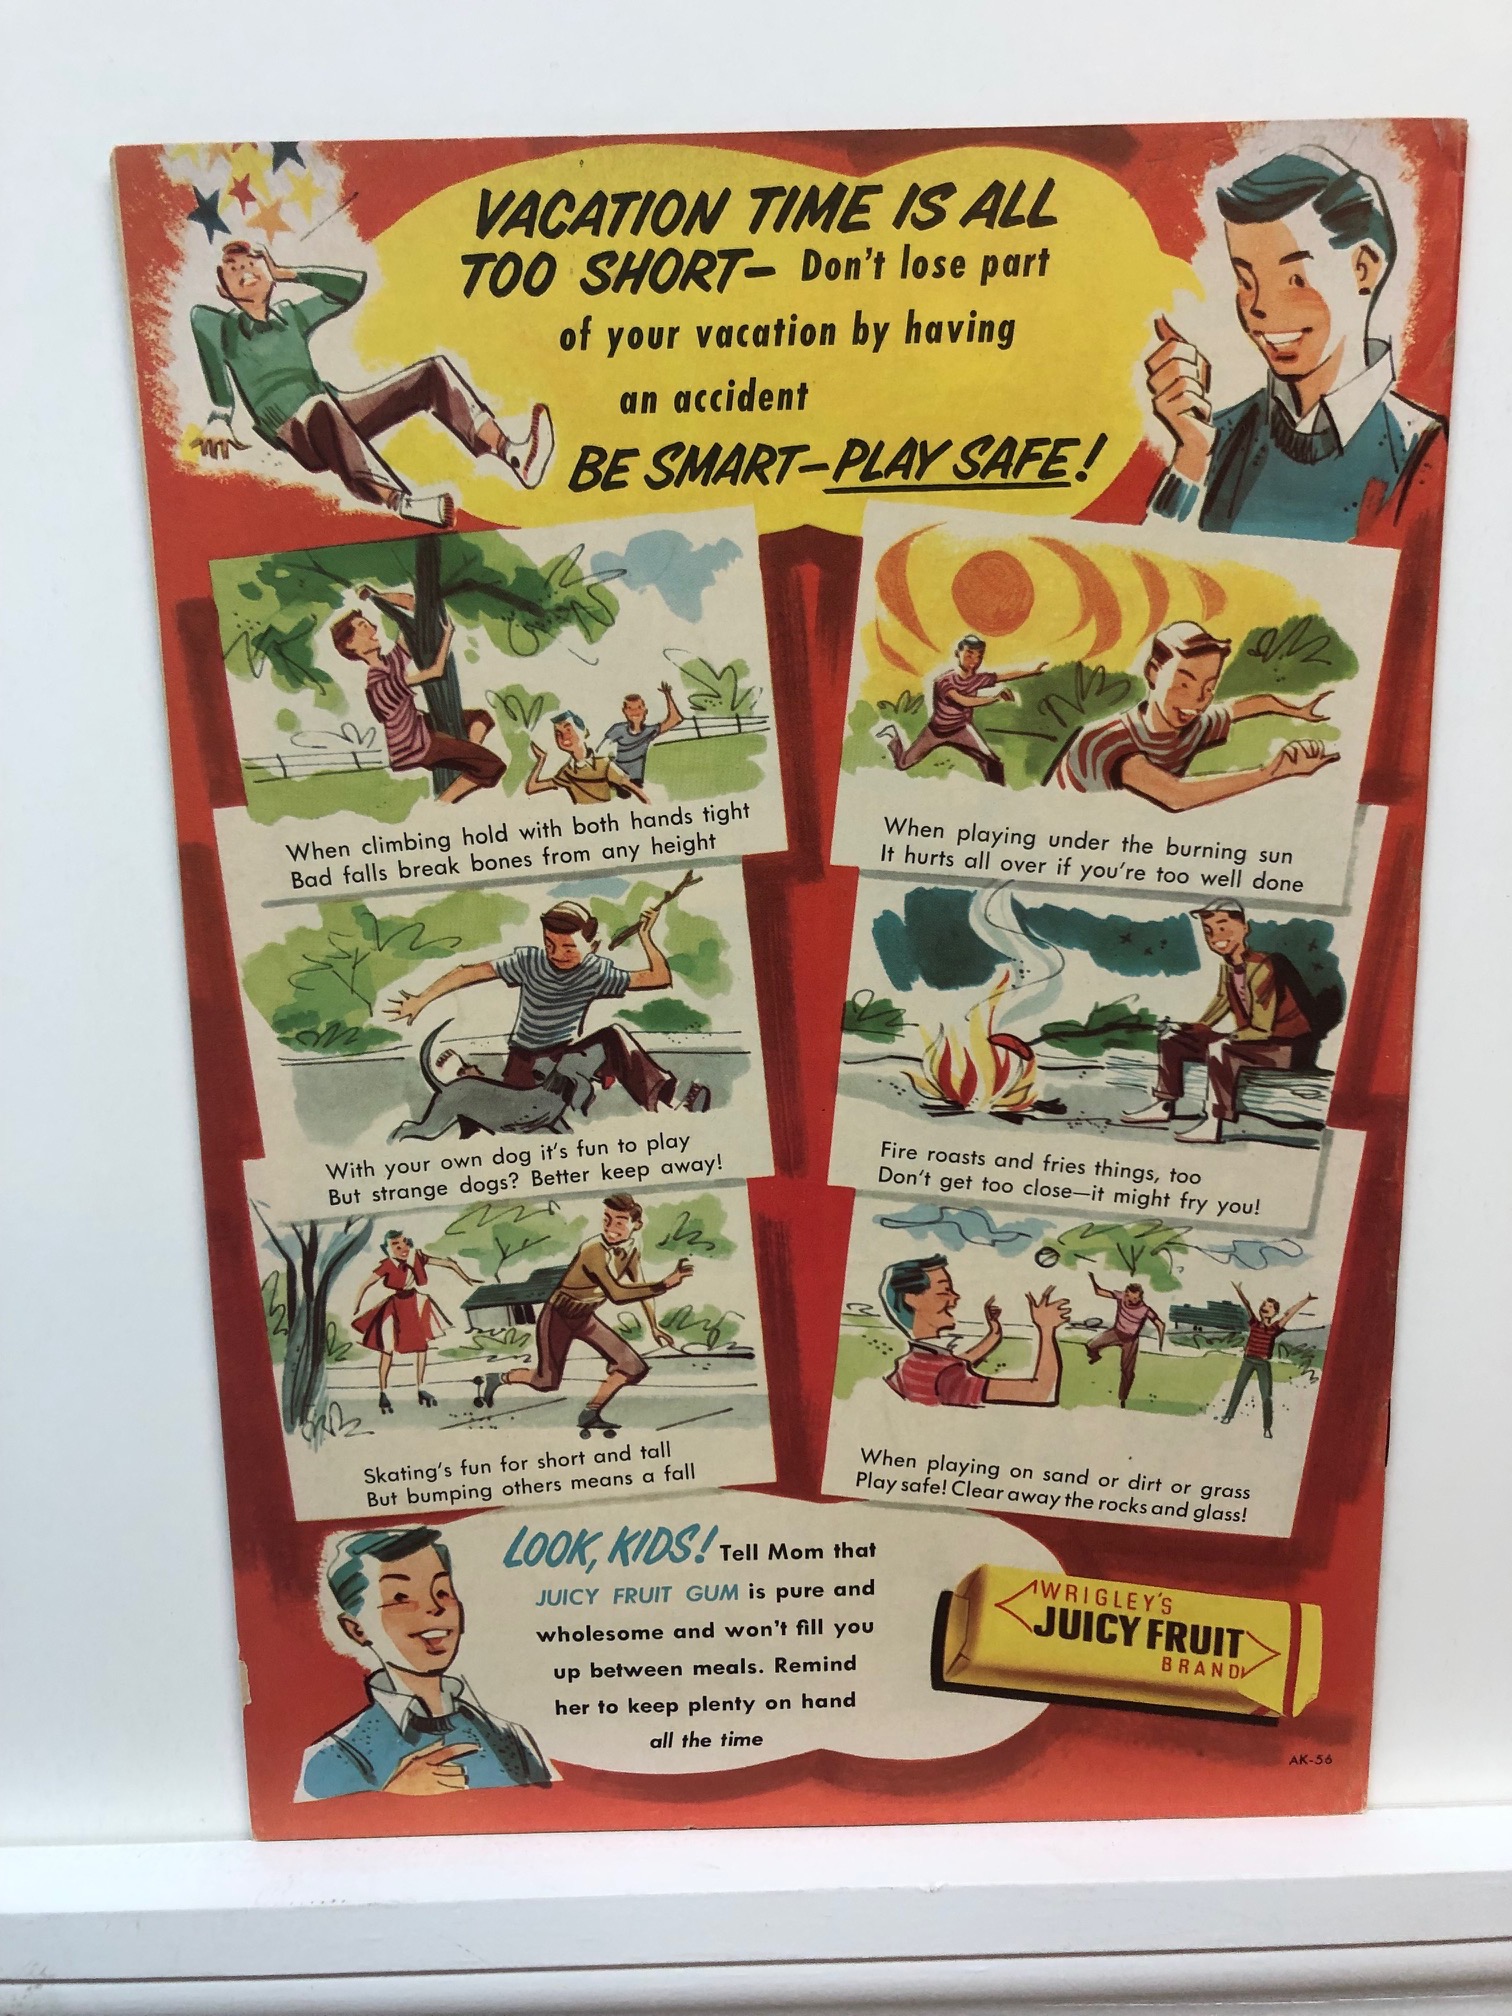 VACATION TIME IS ALL
TOO SHORT– Don't lose part
of your vacation by having
an accident
BE SMART–PLAY SAFE!
When climbing hold with both hands tight
Bad falls break bones from any height
When playing under the burning sun
It hurts all over if you're too well done
With your own dog it's fun to play
But strange dogs? Better keep away!
Fire roasts and fries things, too
Don't get too close—it might fry you!
Skating's fun for short and tall
But bumping others means a fall
When playing on sand or dirt or grass
Play safe! Clear away the rocks and glass!
LOOK, KIDS! Tell Mom that
JUICY FRUIT GUM is pure and
wholesome and won't fill you
up between meals. Remind
her to keep plenty on hand
all the time
WRIGLEY'S
JUICY FRUIT
BRAND
AK-56